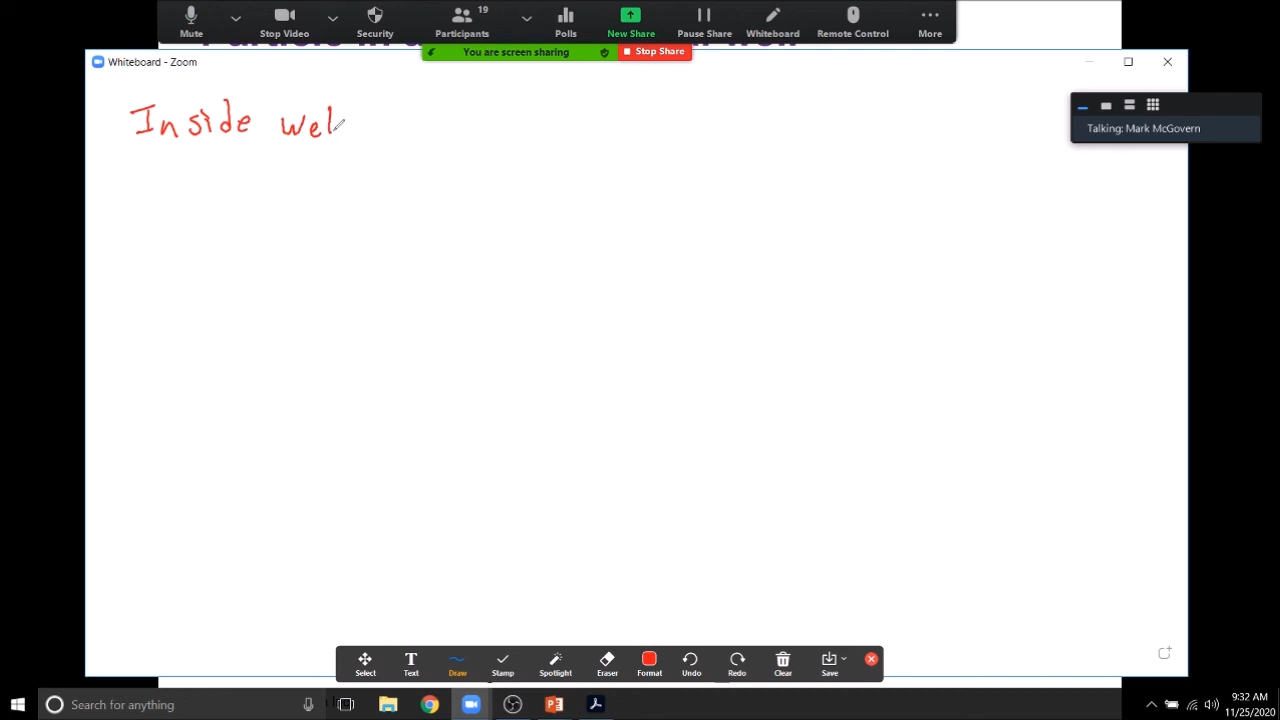 Mute
Stop Video
Security
19
Participants
Polls
New Share
Pause Share
Whiteboard
Remote Control
More
You are screen sharing
Stop Share
Whiteboard - Zoom
Talking: Mark McGovern
Inside wel
Select
Text
Draw
Stamp
Spotlight
Eraser
Format
Undo
Redo
Clear
Save
Search for anything
9:32 AM
11/25/2020